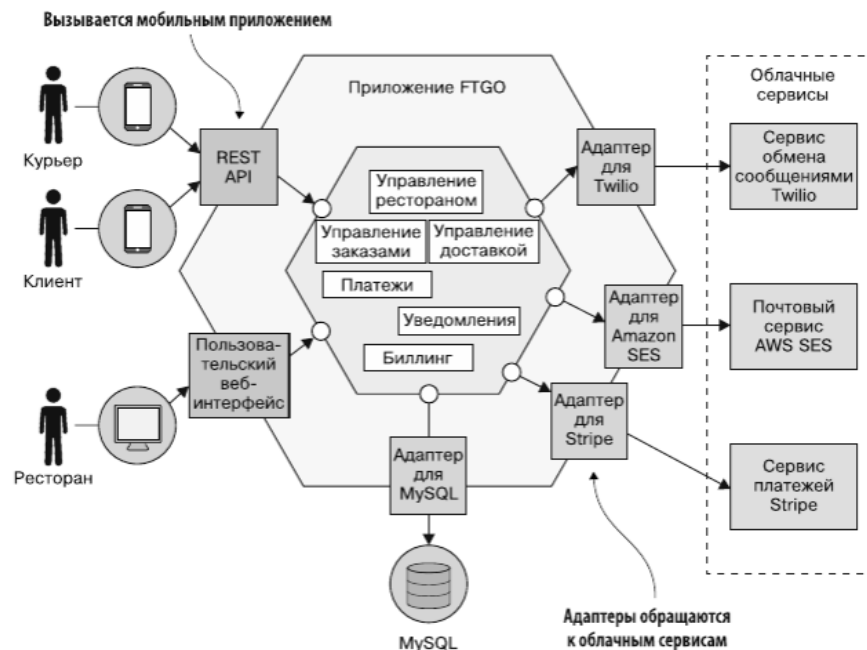 Вызывается мобильным приложением
Курьер
Клиент
Ресторан
REST
API
Пользова-
тельский
веб-
интерфейс
Приложение FTGO
Управление
рестораном
Управление
заказами
Управление
доставкой
Платежи
Уведомления
Биллинг
Адаптер
для
Twilio
Адаптер
для
Amazon
SES
Адаптер
для
Stripe
Адаптер
для
MySQL
MySQL
Облачные
сервисы
Сервис
обмена
сообщениями
Twilio
Почтовый
сервис
AWS SES
Сервис
платежей
Stripe
Адаптеры обращаются
к облачным сервисам